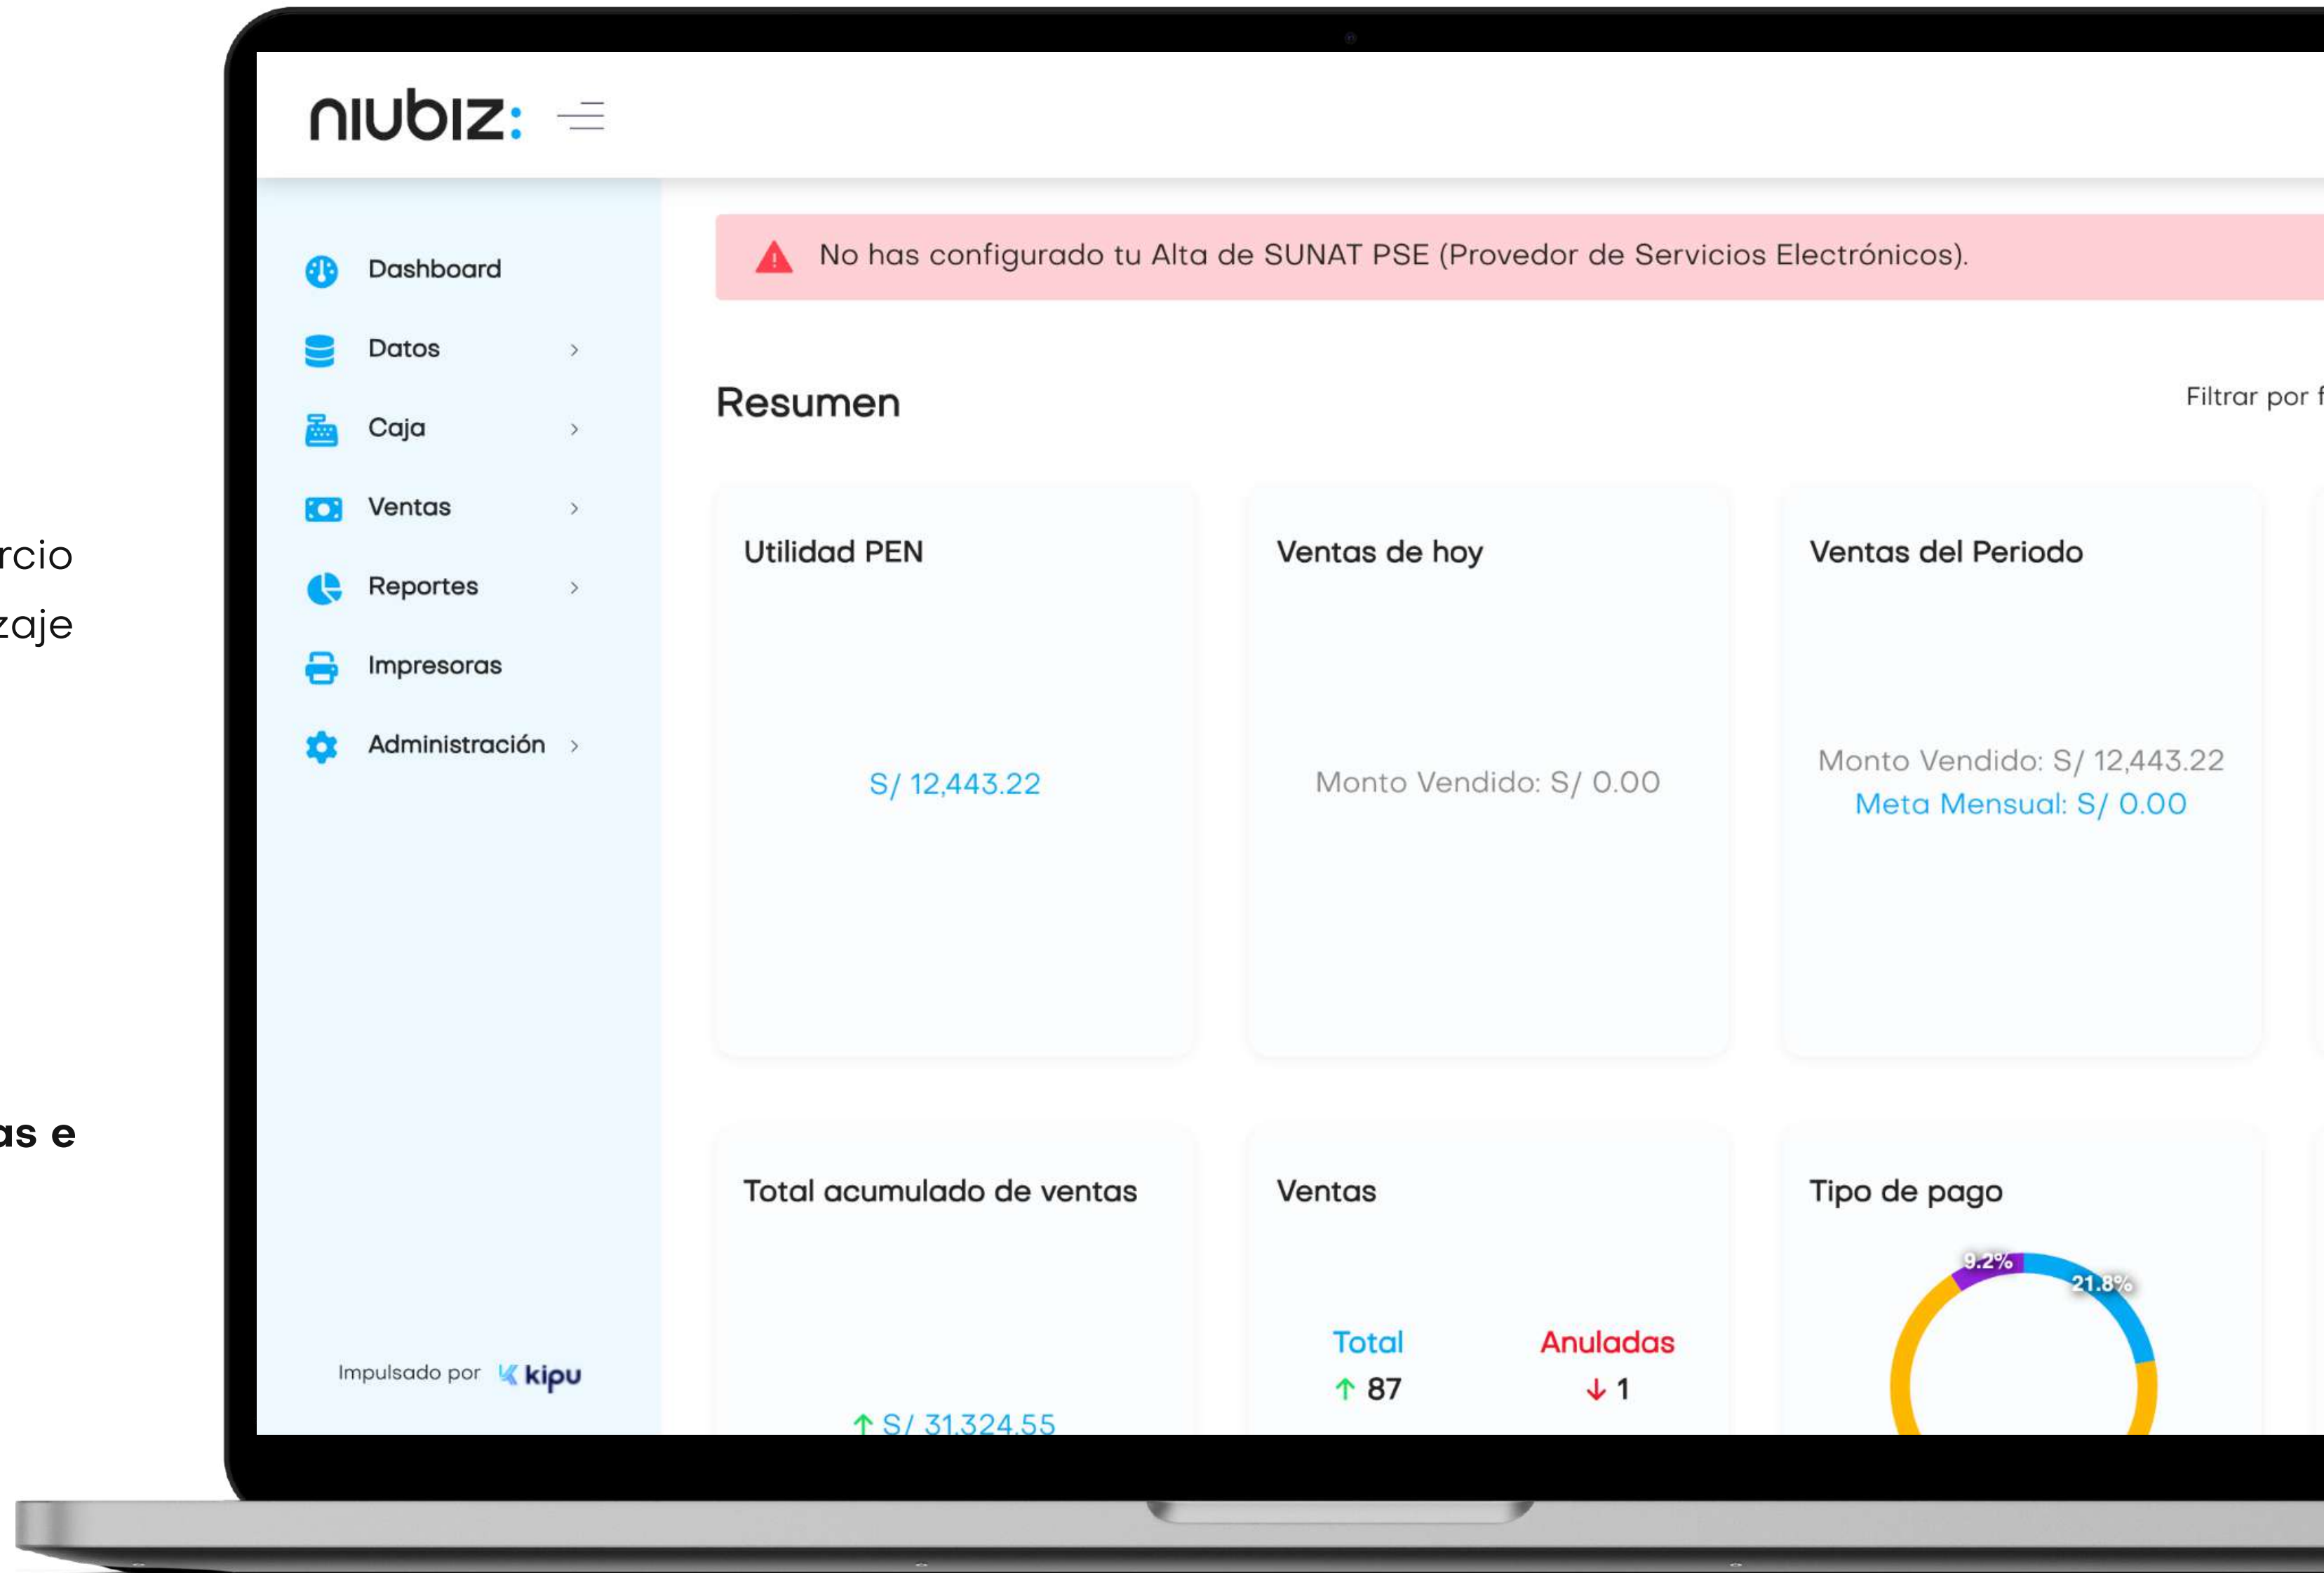 niubiz:
No has configurado tu Alta de SUNAT PSE (Provedor de Servicios Electrónicos).
Dashboard
Datos
Caja
Ventas
Reportes
Impresoras
Administración
Impulsado por kipu
Resumen
Filtrar por f
Utilidad PEN
S/ 12,443.22
Ventas de hoy
Monto Vendido: S/ 0.00
Ventas del Periodo
Monto Vendido: S/ 12,443.22
Meta Mensual: S/ 0.00
Total acumulado de ventas
S/ 31,324.55
Ventas
Total Anuladas
87 1
Tipo de pago
9.2%
21.8%
rcio
zaje
as e